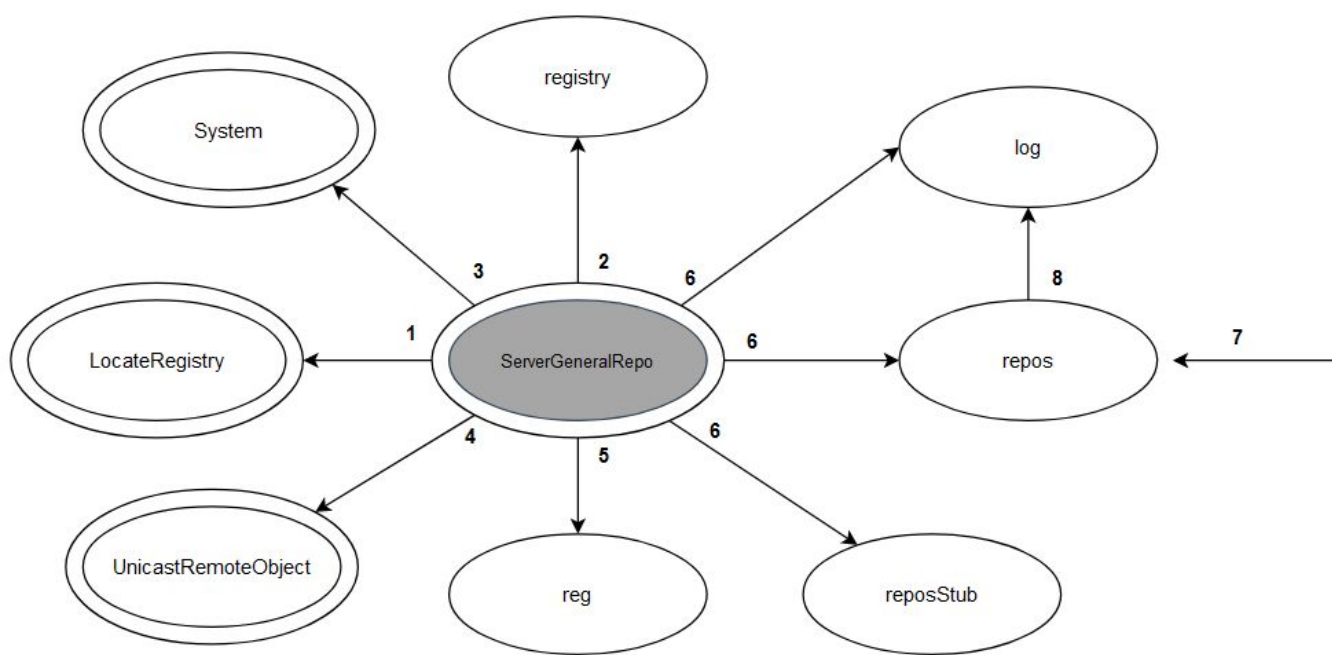 registry
System
log
3
2
6
8
LocateRegistry
1
ServerGeneralRepo
6
repos
7
4
5
6
UnicastRemoteObject
reg
reposStub